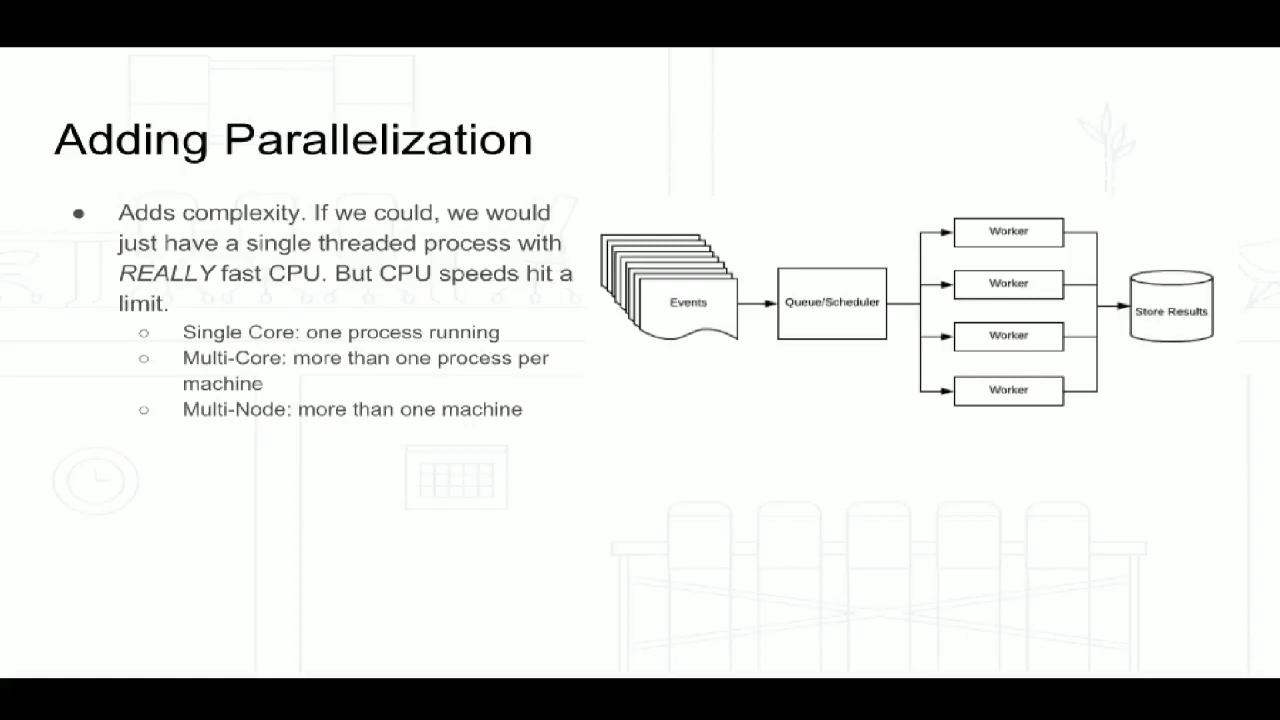 Adding Parallelization
● Adds complexity. If we could, we would
just have a single threaded process with
REALLY fast CPU. But CPU speeds hit a
limit.
○ Single Core: one process running
○ Multi-Core: more than one process per
machine
○ Multi-Node: more than one machine
Events
Queue/Scheduler
Worker
Worker
Worker
Worker
Store Results